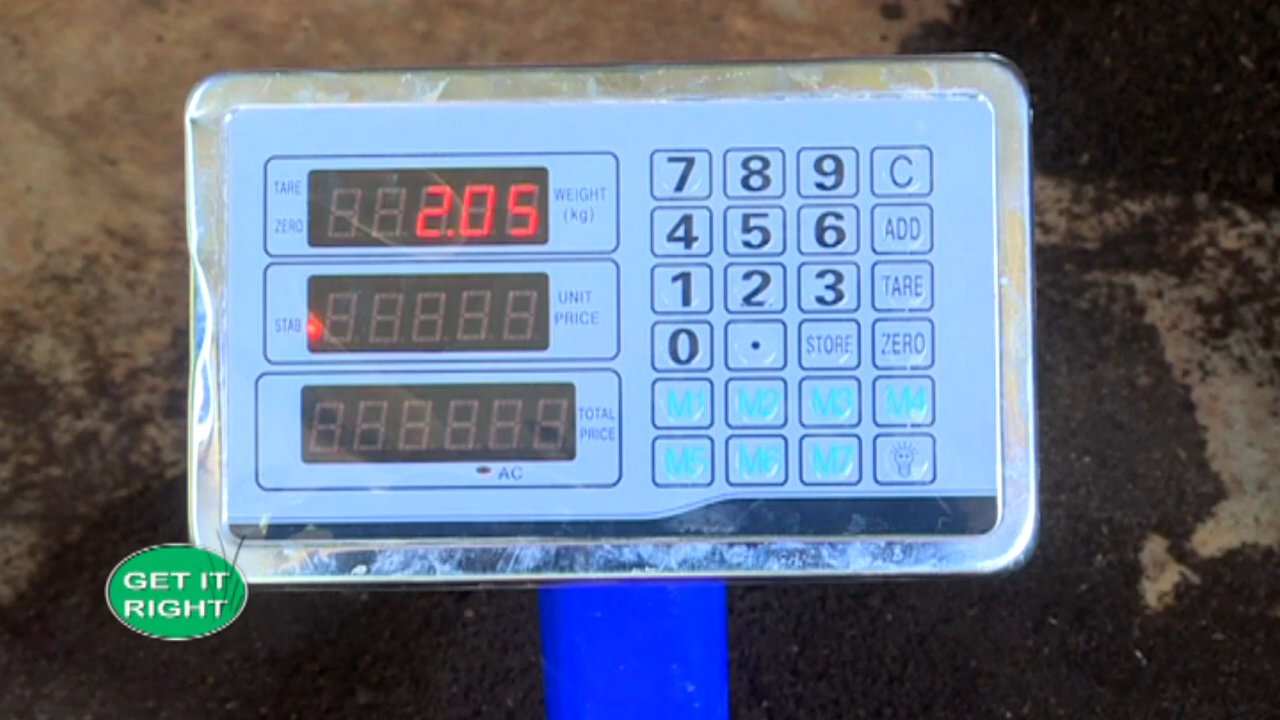 TARE
ZERO
2.05
WEIGHT
(kg)
STAB
UNIT
PRICE
TOTAL
PRICE
AC
7 8 9 C
4 5 6 ADD
1 2 3 TARE
0 . STORE ZERO
M1 M2 M3 M4
M5 M6 M7
GET IT
RIGHT